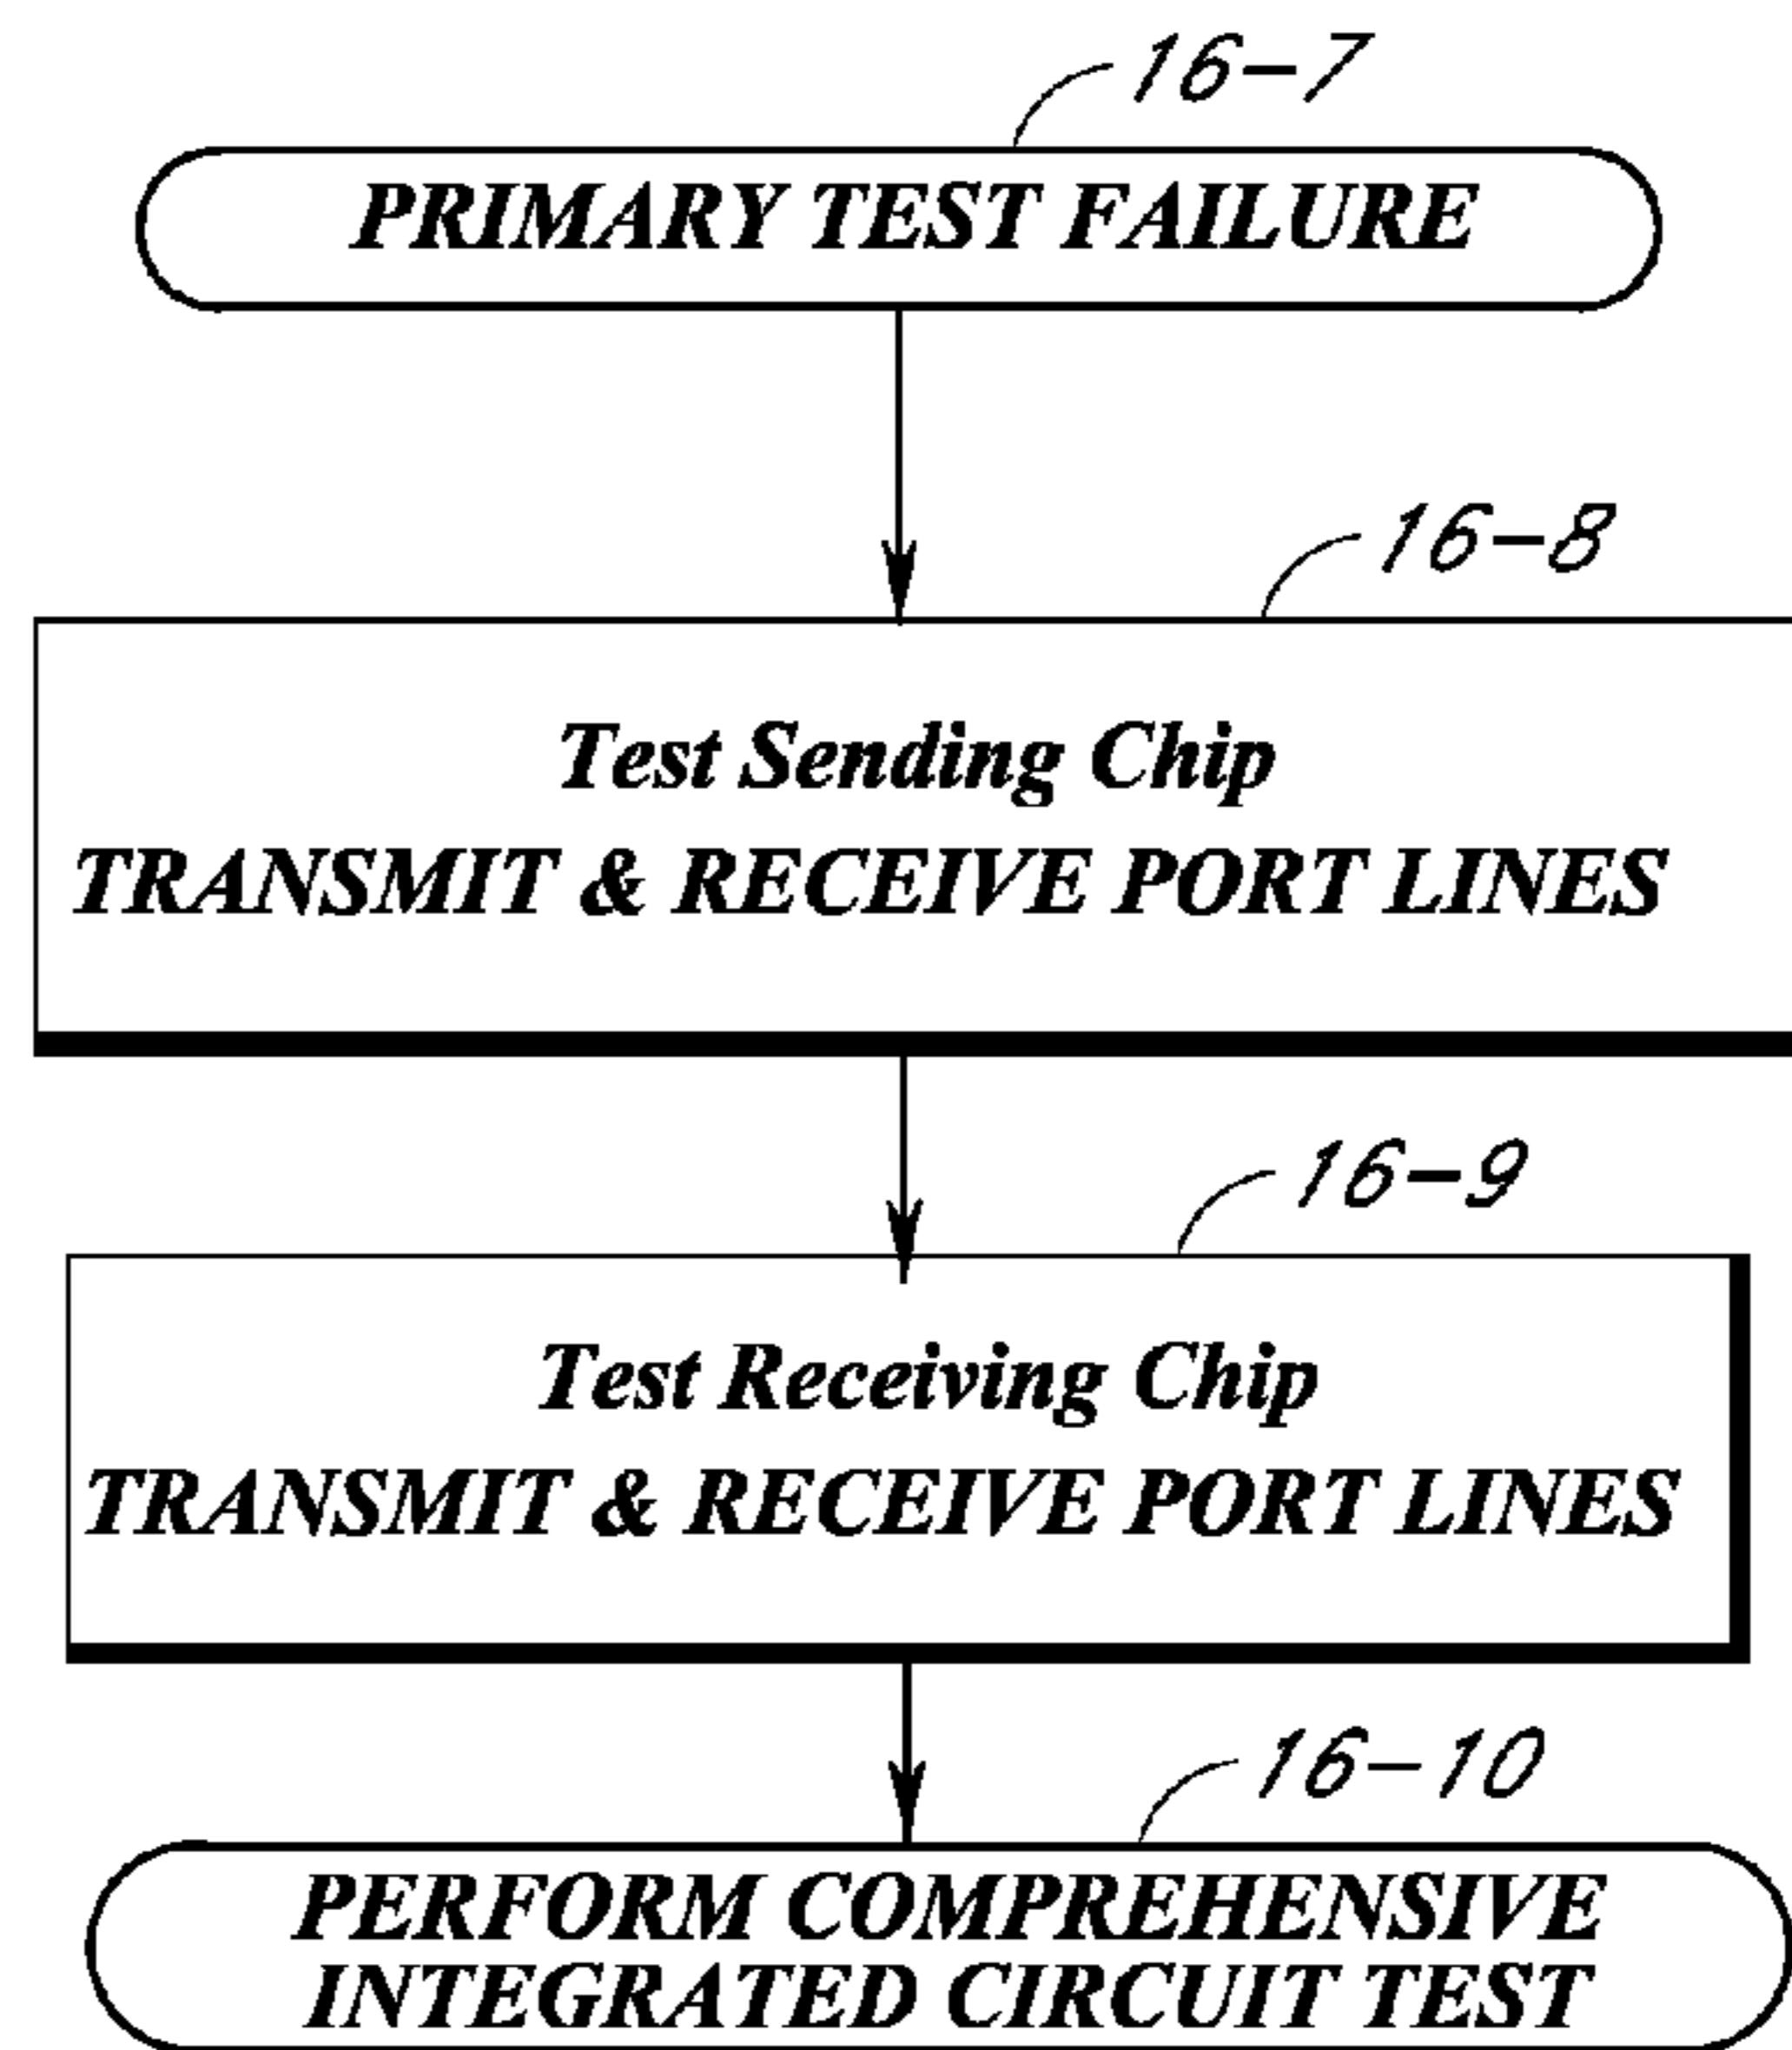 16-7
PRIMARY TEST FAILURE
16-8
Test Sending Chip
TRANSMIT & RECEIVE PORT LINES
16-9
Test Receiving Chip
TRANSMIT & RECEIVE PORT LINES
16-10
PERFORM COMPREHENSIVE
INTEGRATED CIRCUIT TEST